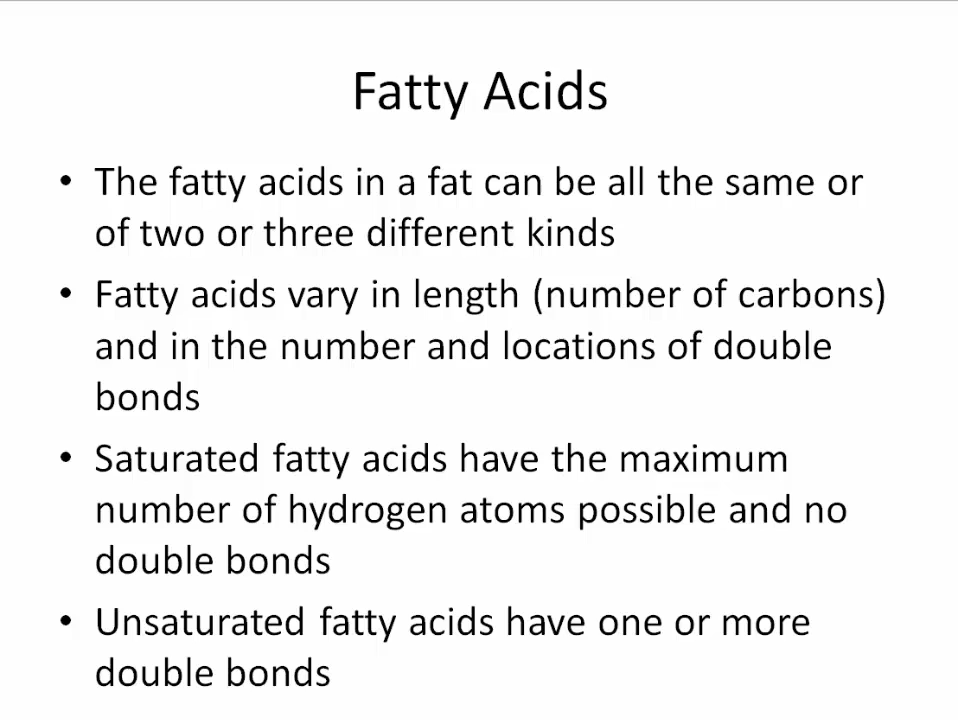 Fatty Acids
• The fatty acids in a fat can be all the same or
of two or three different kinds
• Fatty acids vary in length (number of carbons)
and in the number and locations of double
bonds
• Saturated fatty acids have the maximum
number of hydrogen atoms possible and no
double bonds
• Unsaturated fatty acids have one or more
double bonds